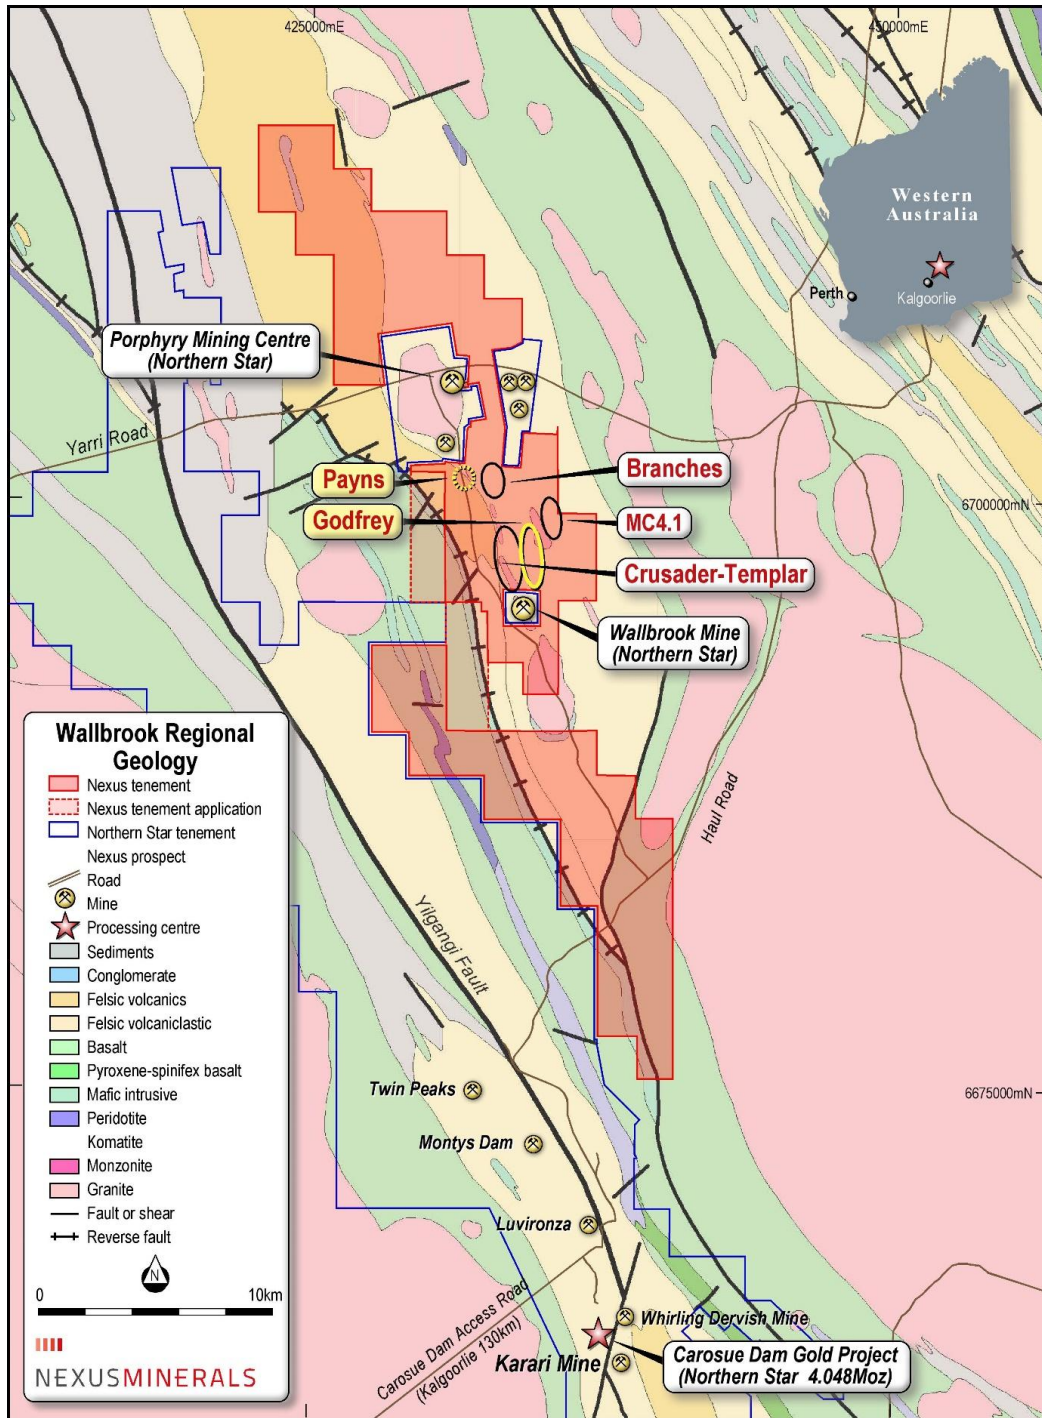 425000mE
450000mE
Western
Australia
Perth
Kalgoorlie
Porphyry Mining Centre
(Northern Star)
Yarri Road
Payns
Branches
6700000mN
Godfrey
MC4.1
Crusader-Templar
Wallbrook Mine
(Northern Star)
Haul Road
Yilgangi Fault
Wallbrook Regional
Geology
Nexus tenement
Nexus tenement application
Northern Star tenement
Nexus prospect
Road
Mine
Processing centre
Sediments
Conglomerate
Felsic volcanics
Felsic volcaniclastic
Basalt
Pyroxene-spinifex basalt
Mafic intrusive
Peridotite
Komatite
Monzonite
Granite
Fault or shear
Reverse fault
N
0 10km
NEXUSMINERALS
Twin Peaks
6675000mN
Montys Dam
Luvironza
Carosue Dam Access Road
(Kalgoorlie 130km)
Whirling Dervish Mine
Karari Mine
Carosue Dam Gold Project
(Northern Star 4.048Moz)